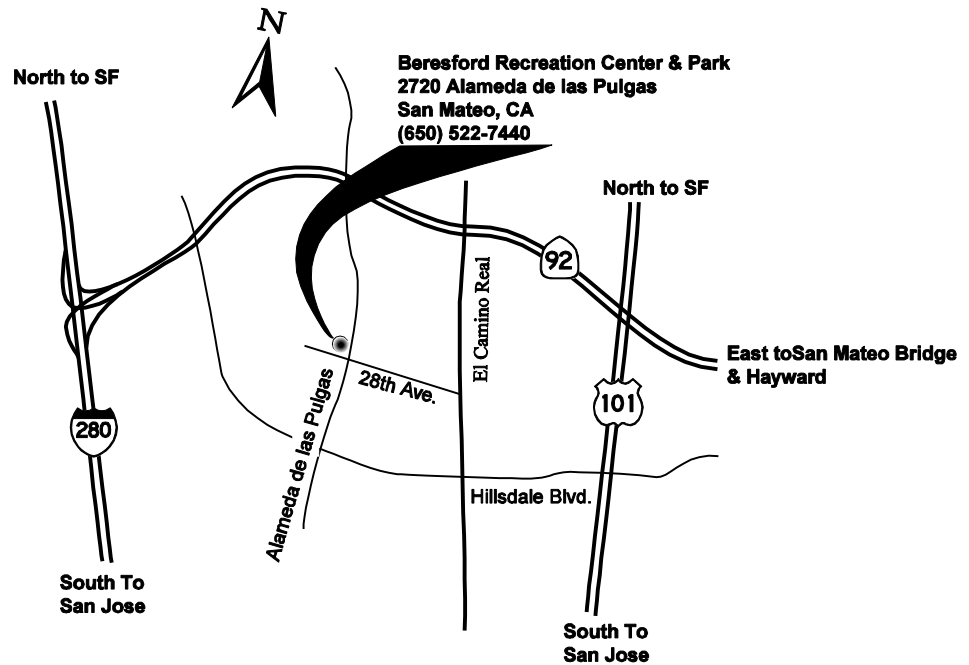 N
Beresford Recreation Center & Park
2720 Alameda de las Pulgas
San Mateo, CA
(650) 522-7440
North to SF
North to SF
92
El Camino Real
East toSan Mateo Bridge
& Hayward
28th Ave.
Alameda de las Pulgas
101
280
Hillsdale Blvd.
South To
San Jose
South To
San Jose